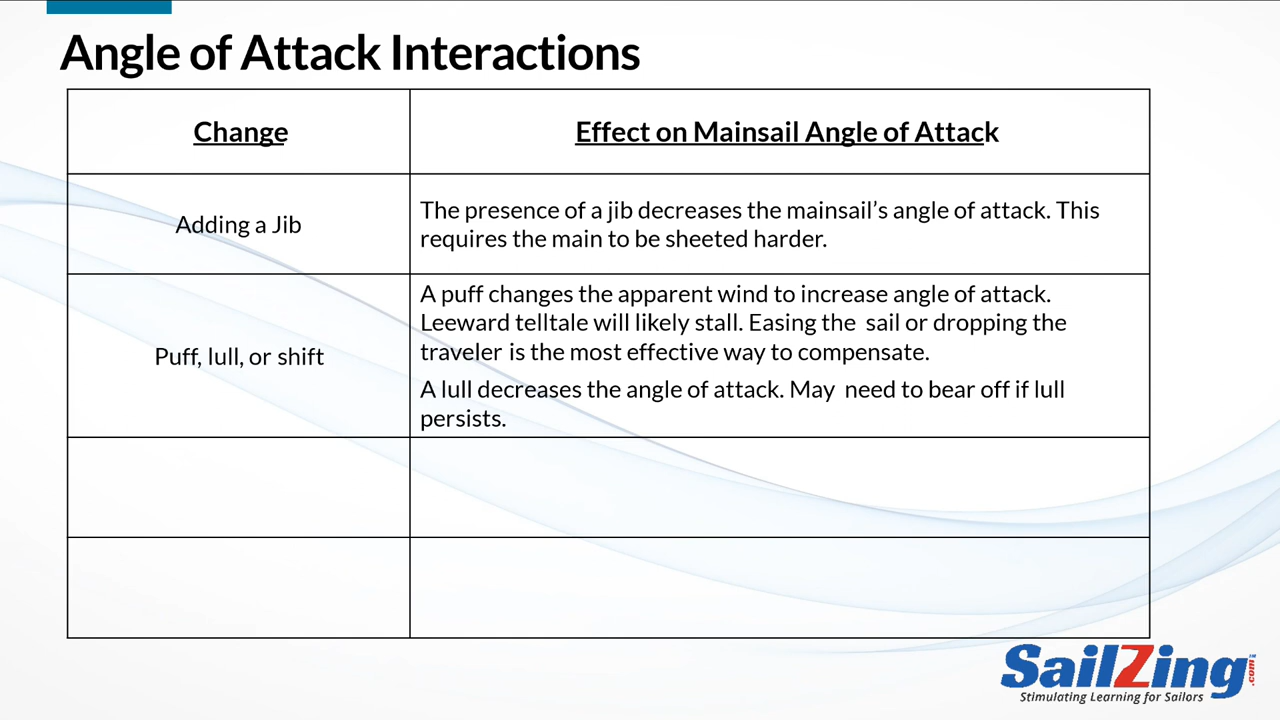 Angle of Attack Interactions
Change
Effect on Mainsail Angle of Attack
Adding a Jib
The presence of a jib decreases the mainsail’s angle of attack. This
requires the main to be sheeted harder.
Puff, lull, or shift
A puff changes the apparent wind to increase angle of attack.
Leeward telltale will likely stall. Easing the  sail or dropping the
traveler is the most effective way to compensate.
A lull decreases the angle of attack. May  need to bear off if lull
persists.
SailZing.com™
Stimulating Learning for Sailors